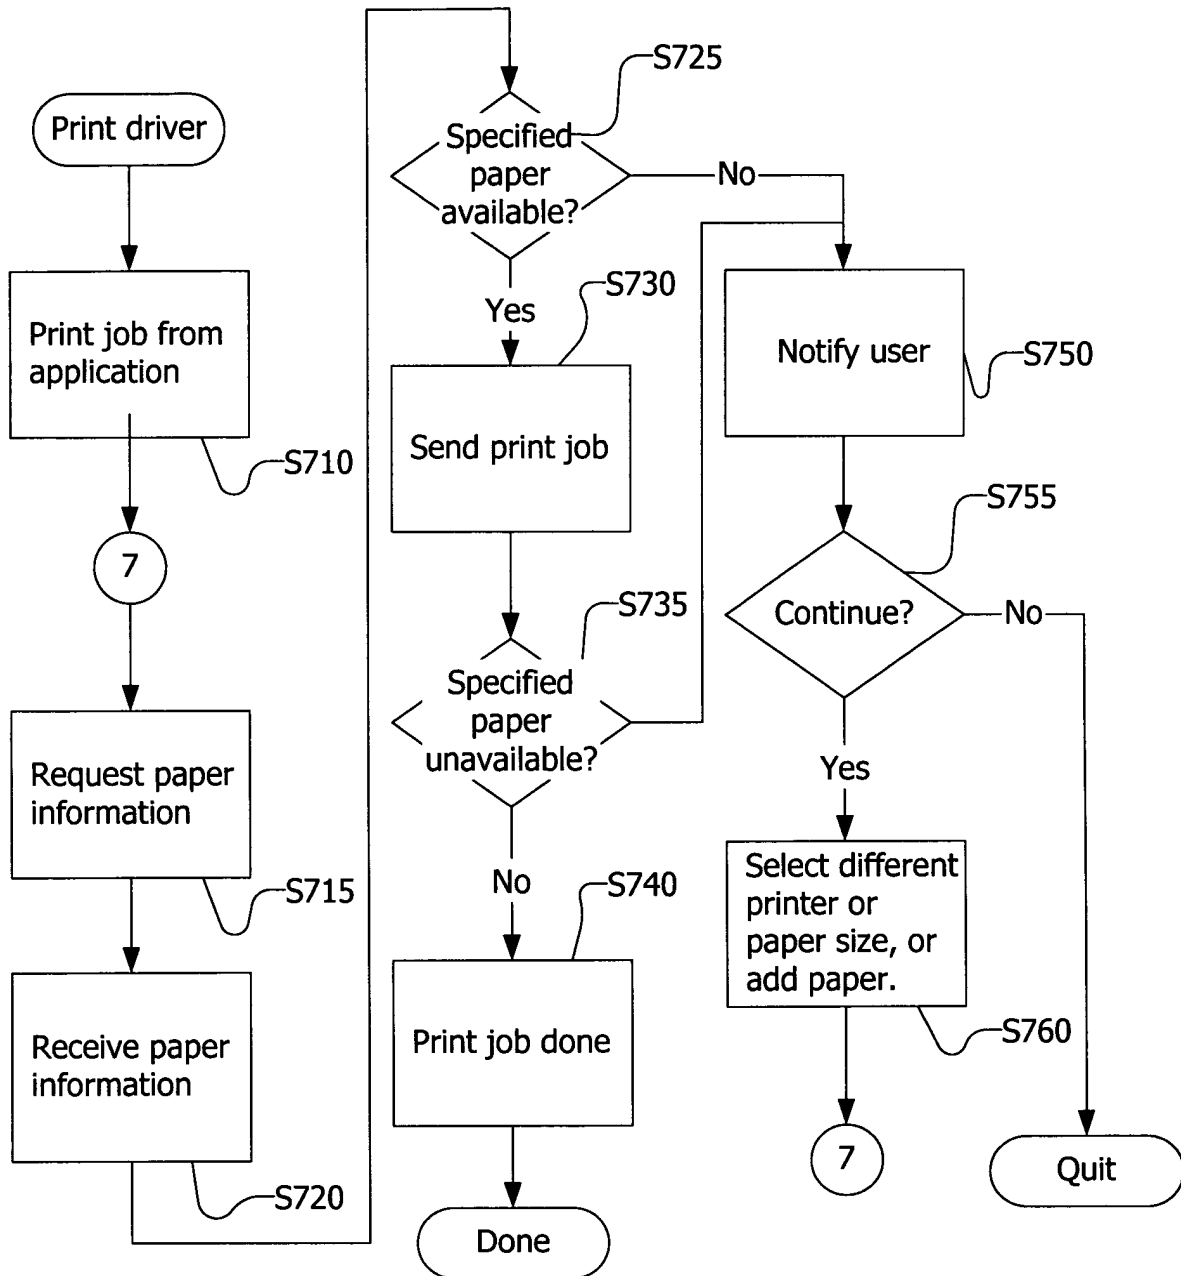 Print driver
Print job from
application
S710
7
Request paper
information
S715
Receive paper
information
S720
S725
Specified
paper
available?
No
Yes
S730
Send print job
S735
Specified
paper
unavailable?
No
S740
Print job done
Done
Notify user
S750
S755
Continue?
No
Yes
Select different
printer or
paper size, or
add paper.
S760
7
Quit